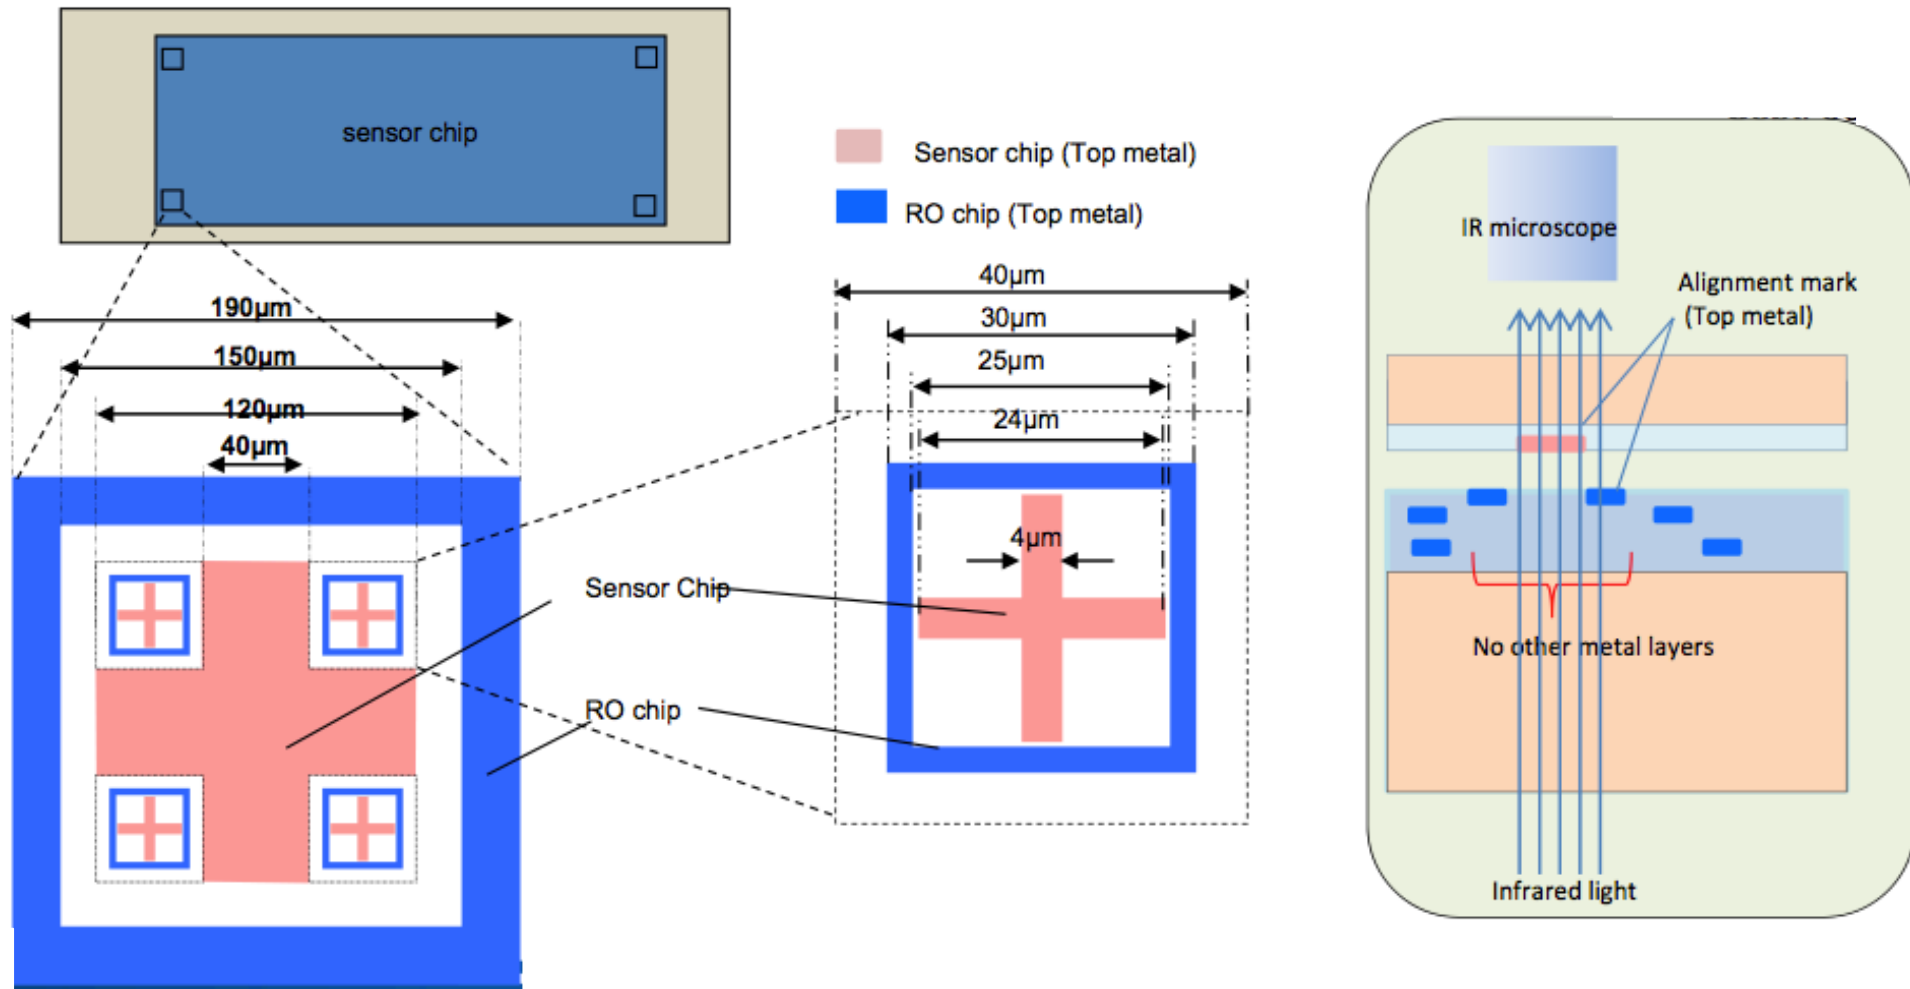 sensor chip
Sensor chip (Top metal)
RO chip (Top metal)
190µm
150µm
120µm
40µm
40µm
30µm
25µm
24µm
4µm
Sensor Chip
RO chip
IR microscope
Alignment mark
(Top metal)
No other metal layers
Infrared light